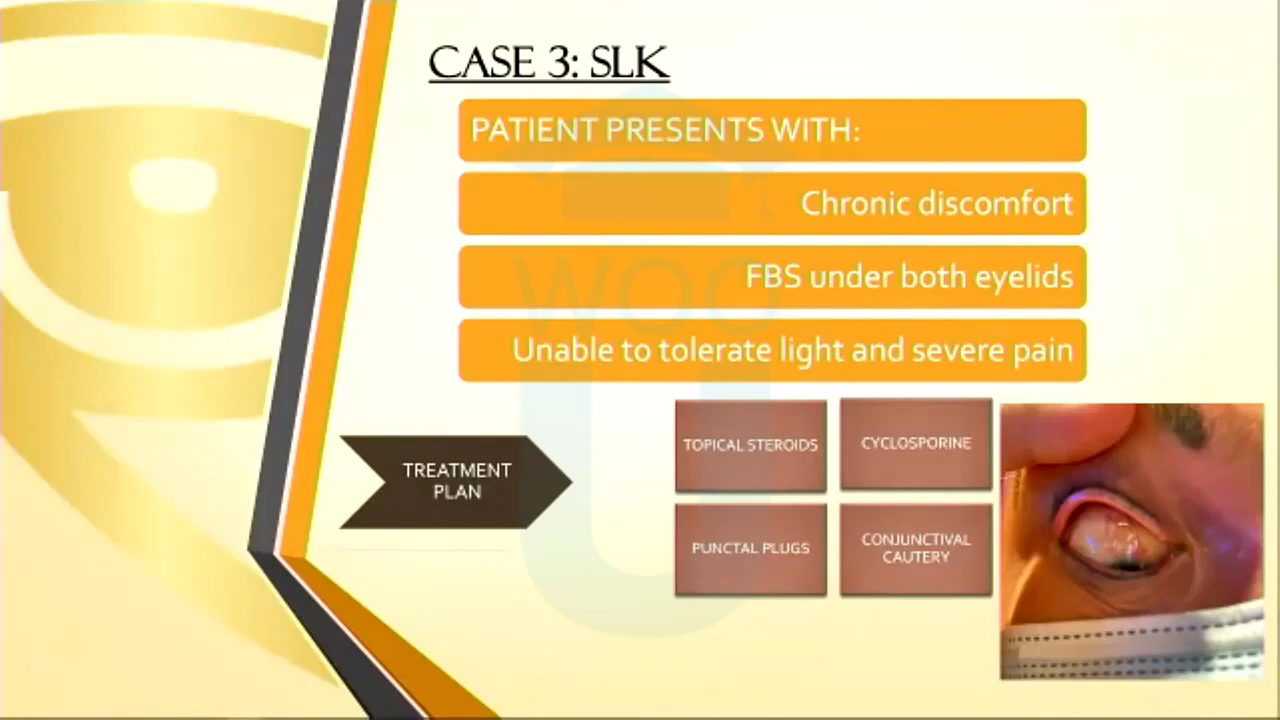 CASE 3: SLK
PATIENT PRESENTS WITH:
Chronic discomfort
FBS under both eyelids
Unable to tolerate light and severe pain
TREATMENT
PLAN
TOPICAL STEROIDS
CYCLOSPORINE
PUNCTAL PLUGS
CONJUNCTIVAL
CAUTERY
WOO